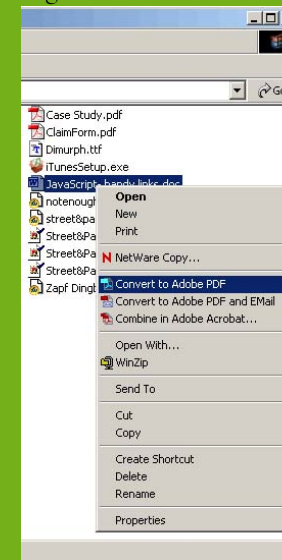 Go
Case Study.pdf
ClaimForm.pdf
Dimurph.ttf
iTunesSetup.exe
JavaScript- handy links.doc
notenough
street&pa
Street&Pa
Street&Pa
Street&Pa
Zapf Dingb
Open
New
Print
N NetWare Copy...
Convert to Adobe PDF
Convert to Adobe PDF and EMail
Combine in Adobe Acrobat...
Open With...
WinZip
Send To
Cut
Copy
Create Shortcut
Delete
Rename
Properties